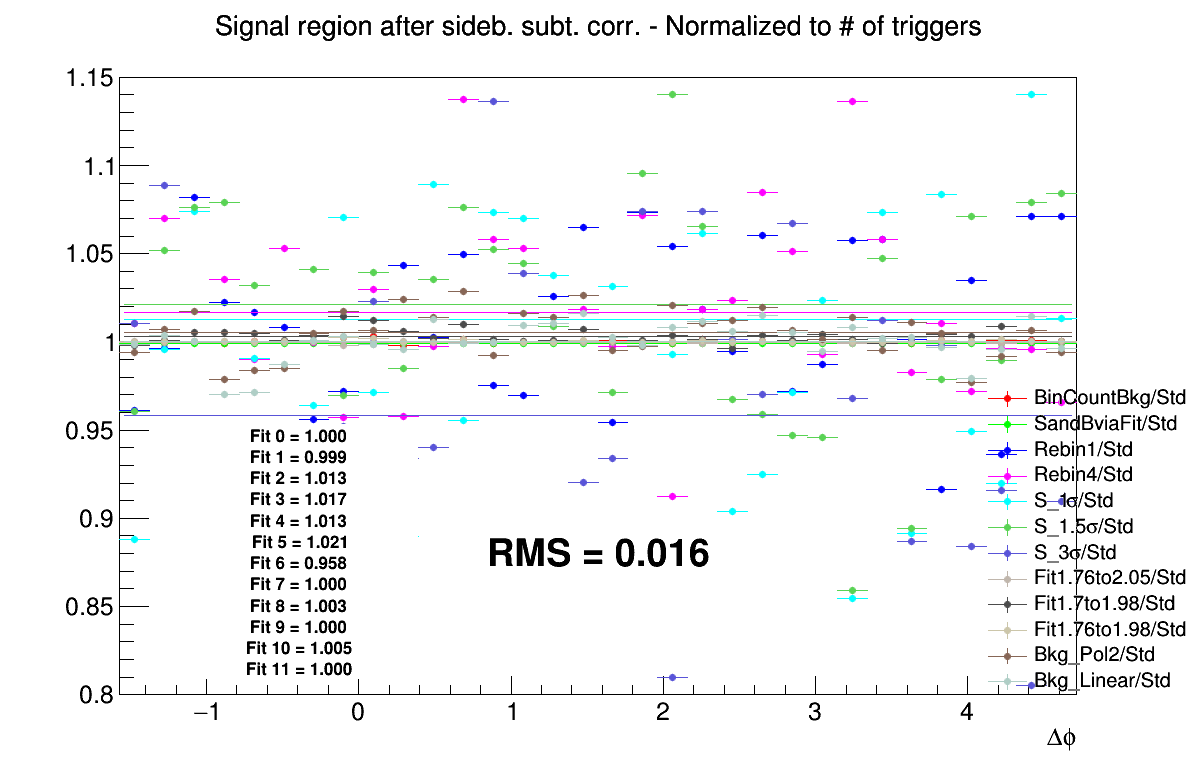 Signal region after sideb. subt. corr. - Normalized to # of triggers
1.15
1.1
1.05
1
0.95
0.9
0.85
0.8
Fit 0 = 1.000
Fit 1 = 0.999
Fit 2 = 1.013
Fit 3 = 1.017
Fit 4 = 1.013
Fit 5 = 1.021
Fit 6 = 0.958
Fit 7 = 1.000
Fit 8 = 1.003
Fit 9 = 1.000
Fit 10 = 1.005
Fit 11 = 1.000
RMS = 0.016
BinCountBkg/Std
SandBviaFit/Std
Rebin1/Std
Rebin4/Std
S_1σ/Std
S_1.5σ/Std
S_3σ/Std
Fit1.76to2.05/Std
Fit1.7to1.98/Std
Fit1.76to1.98/Std
Bkg_Pol2/Std
Bkg_Linear/Std
−1 0 1 2 3 4
Δϕ